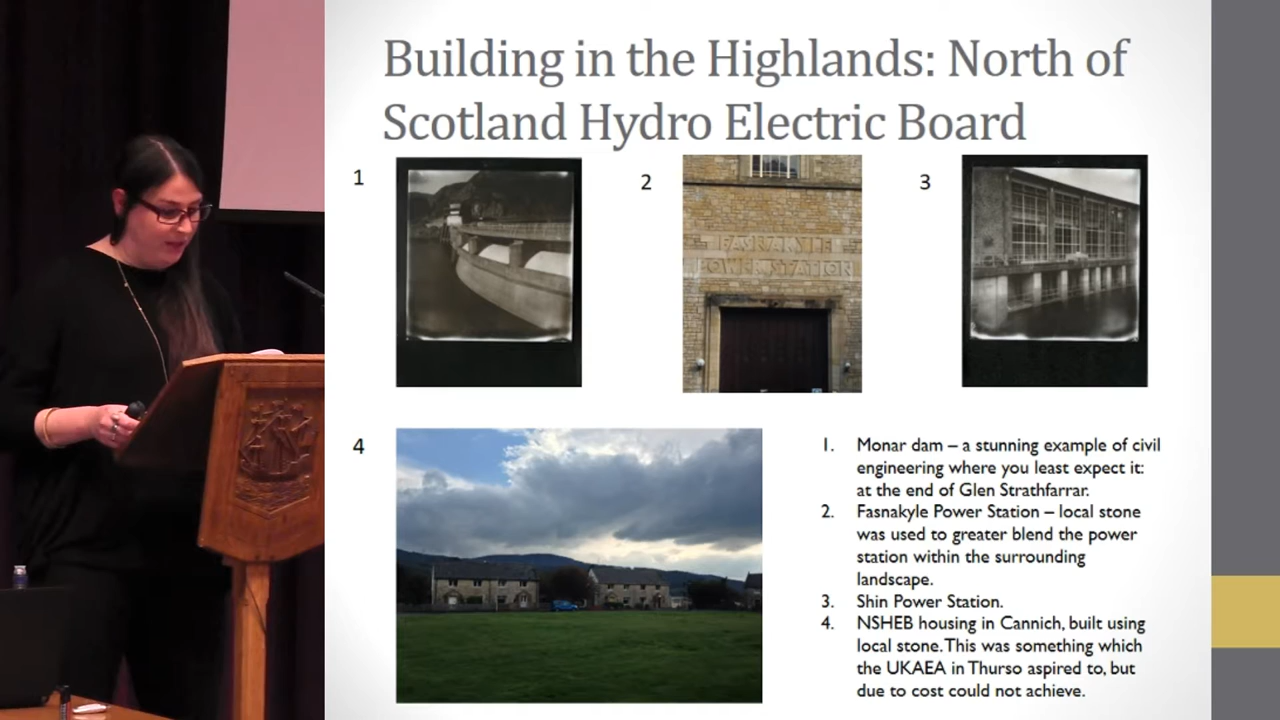 Building in the Highlands: North of
Scotland Hydro Electric Board
1
2
3
FASNAKYLE
POWER STATION
4
1. Monar dam – a stunning example of civil
engineering where you least expect it:
at the end of Glen Strathfarrar.
2. Fasnakyle Power Station – local stone
was used to greater blend the power
station within the surrounding
landscape.
3. Shin Power Station.
4. NSHEB housing in Cannich, built using
local stone. This was something which
the UKAEA in Thurso aspired to, but
due to cost could not achieve.